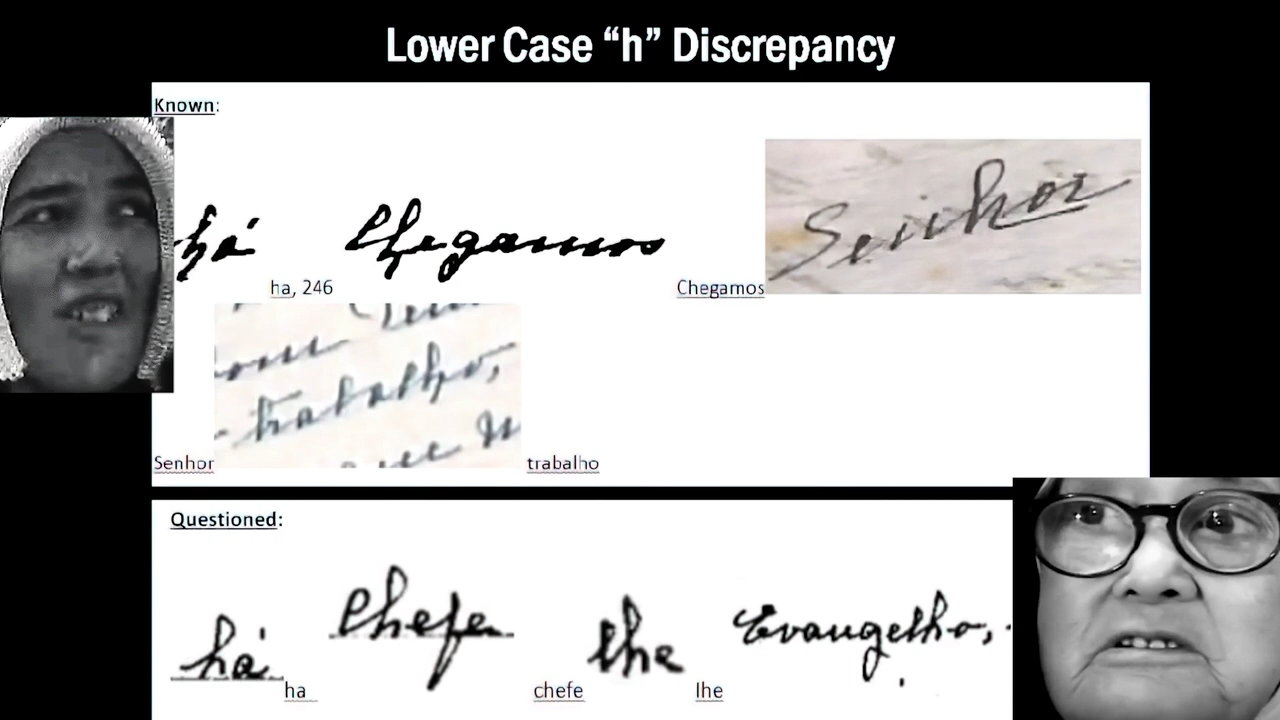 Lower Case “h” Discrepancy
Known:
há Chegamos Senhor
ha, 246 Chegamos
trabalho,
Senhor trabalho
Questioned:
há Chefe lhe Evangelho,
ha chefe lhe